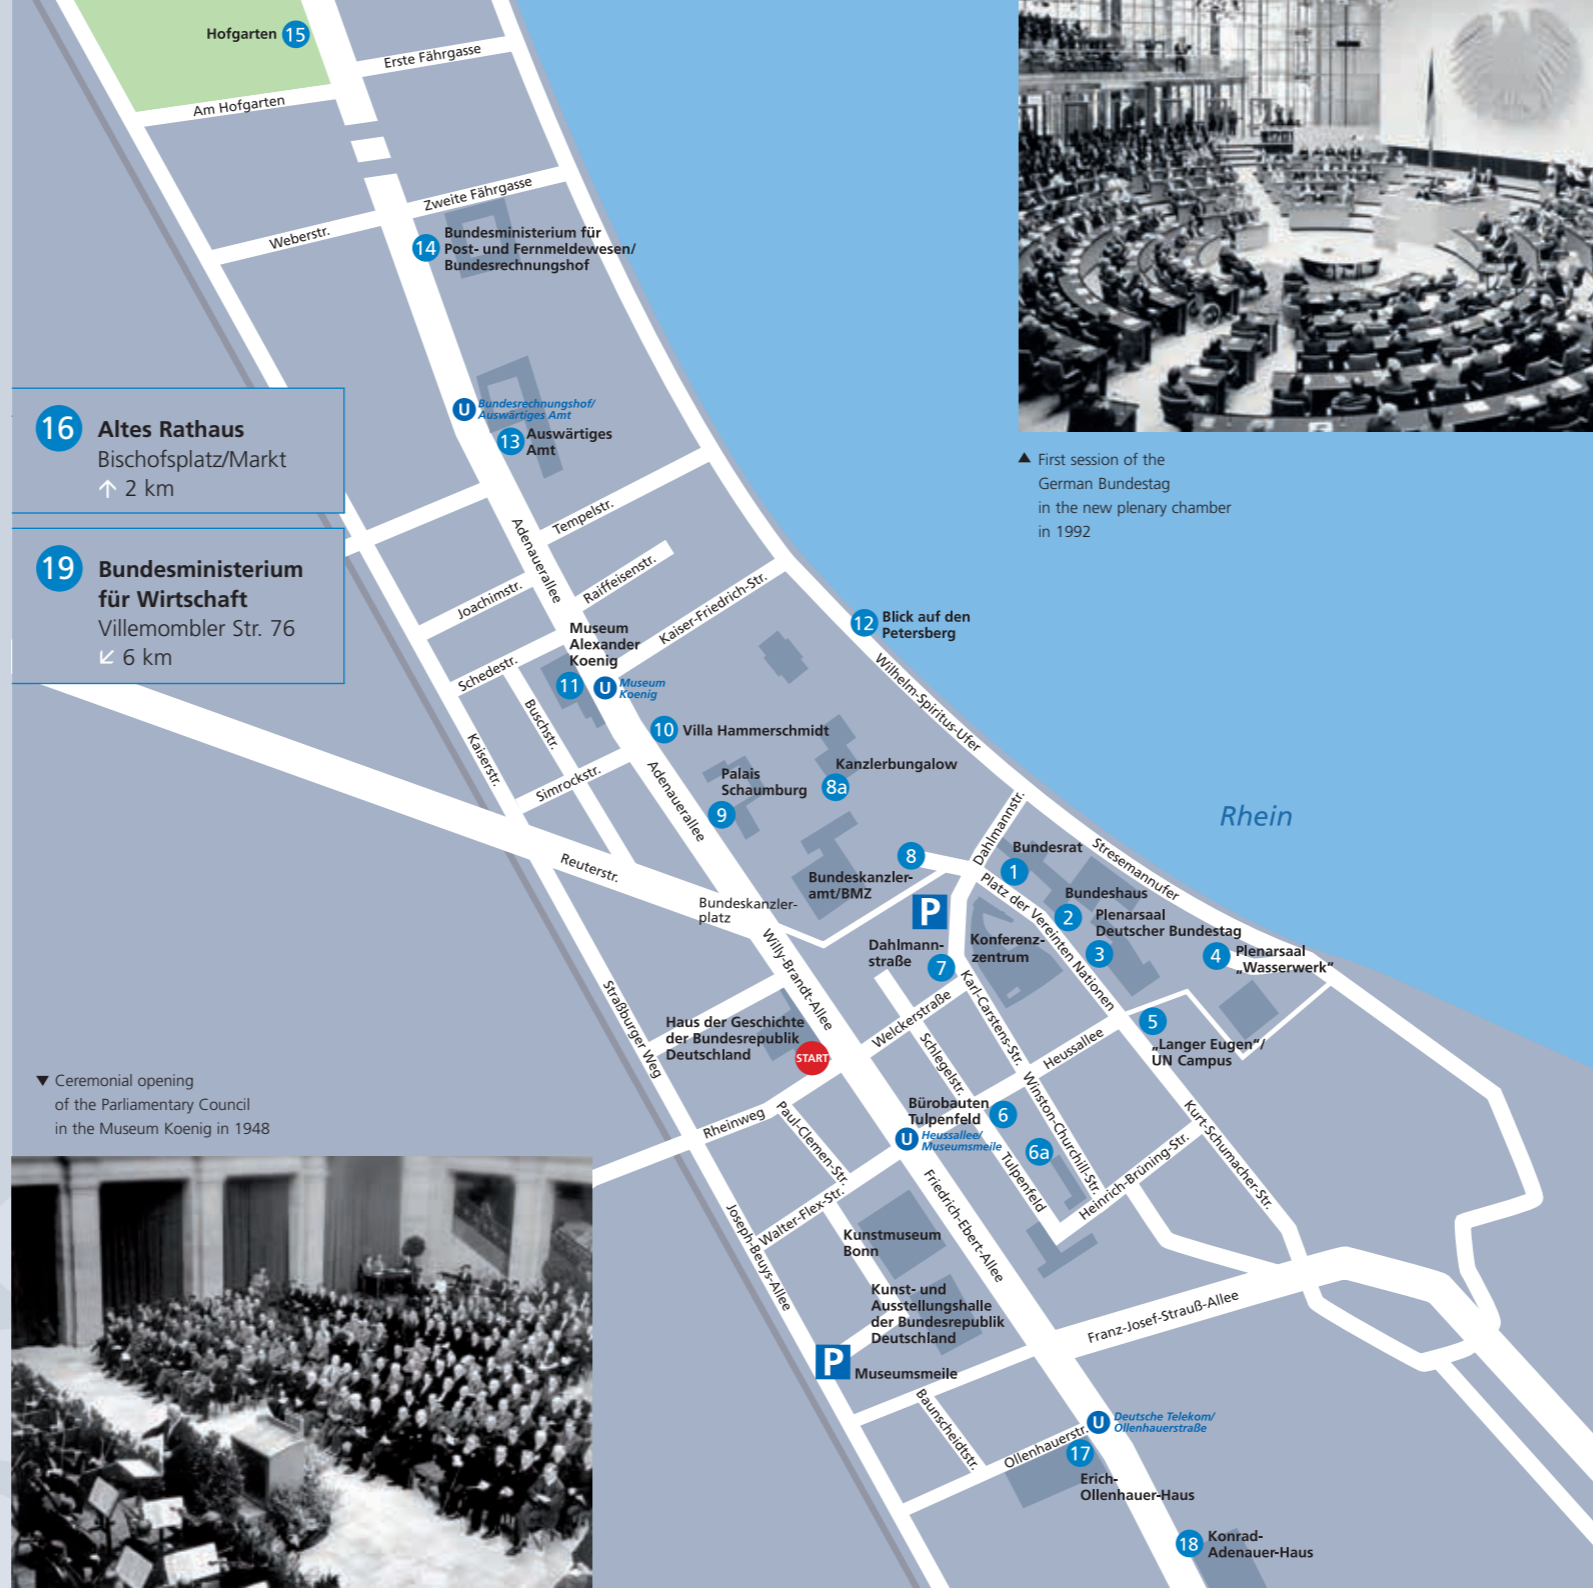 Hofgarten 15
Erste Fährgasse
Am Hofgarten
Zweite Fährgasse
Weberstr.
14 Bundesministerium für
Post- und Fernmeldewesen/
Bundesrechnungshof
16 Altes Rathaus
Bischofsplatz/Markt
↑ 2 km
U Bundesrechnungshof/
Auswärtiges Amt
13 Auswärtiges
Amt
▲ First session of the
German Bundestag
in the new plenary chamber
in 1992
19 Bundesministerium
für Wirtschaft
Villemombler Str. 76
↙ 6 km
Adenauerallee
Tempelstr.
Raiffeisenstr.
Joachimstr.
Kaiser-Friedrich-Str.
12 Blick auf den
Petersberg
Museum
Alexander
Koenig
11
U Museum
Koenig
Schedestr.
Buschstr.
Kaiserstr.
Simrockstr.
Wilhelm-Spiritus-Ufer
10 Villa Hammerschmidt
Adenauerallee
Palais
Schaumburg
9
Kanzlerbungalow
8a
Rhein
Dahlmannstr.
Stresemannufer
Reuterstr.
8
Bundeskanzler-
amt/BMZ
Bundeskanzler-
platz
P
Bundesrat
1
Platz der Vereinten Nationen
Bundeshaus
2
Plenarsaal
Deutscher Bundestag
3
4 Plenarsaal
„Wasserwerk“
Konferenz-
zentrum
Dahlmann-
straße
7
Willy-Brandt-Allee
Karl-Carstens-Str.
Welckerstraße
Schlegelstr.
Heussallee
5
„Langer Eugen“/
UN Campus
Straßburger Weg
Haus der Geschichte
der Bundesrepublik
Deutschland
START
Winston-Churchill-Str.
Kurt-Schumacher-Str.
▼ Ceremonial opening
of the Parliamentary Council
in the Museum Koenig in 1948
Rheinweg
Paul-Clemen-Str.
Bürobauten
Tulpenfeld
6
U Heussallee/
Museumsmeile
6a
Tulpenfeld
Heinrich-Brüning-Str.
Walter-Flex-Str.
Joseph-Beuys-Allee
Friedrich-Ebert-Allee
Kunstmuseum
Bonn
Kunst- und
Ausstellungshalle
der Bundesrepublik
Deutschland
Franz-Josef-Strauß-Allee
P Museumsmeile
Baunscheidtstr.
Ollenhauerstr.
U Deutsche Telekom/
Ollenhauerstraße
17
Erich-
Ollenhauer-Haus
18 Konrad-
Adenauer-Haus